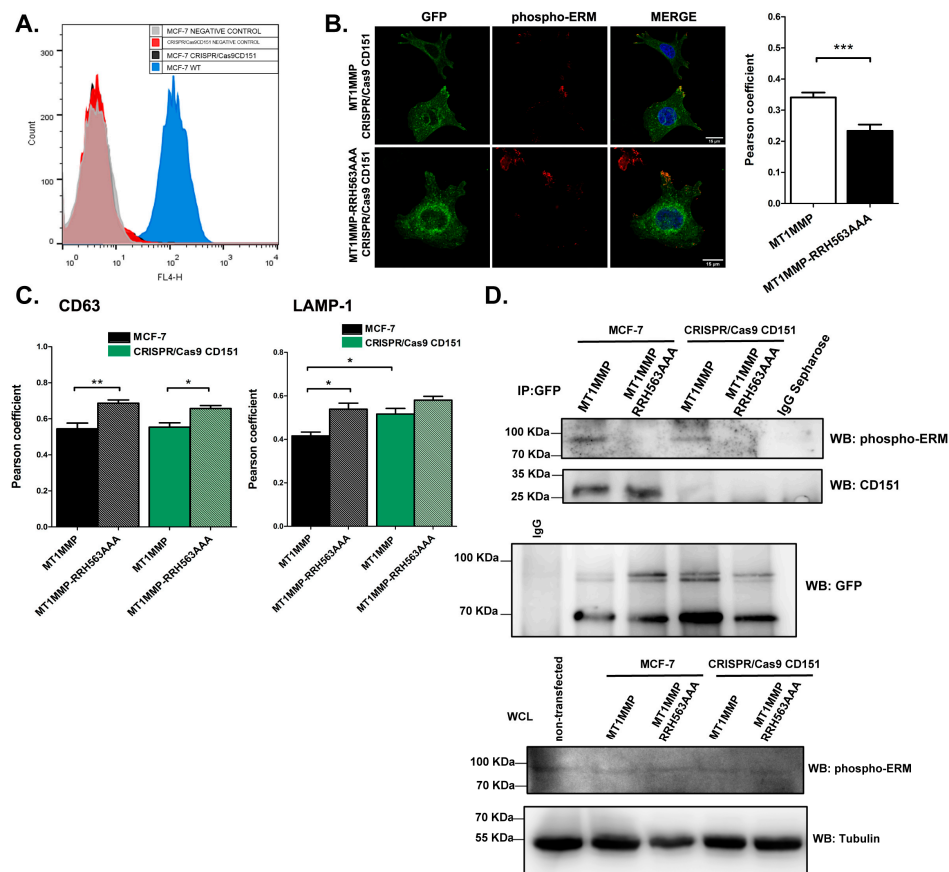 A.
MCF-7 NEGATIVE CONTROL
CRISPR/Cas9CD151 NEGATIVE CONTROL
MCF-7 CRISPR/Cas9CD151
MCF-7 WT
300
200
100
0
Count
10^0 10^1 10^2 10^3 10^4
FL4-H
B.
GFP phospho-ERM MERGE
MT1MMP
CRISPR/Cas9 CD151
MT1MMP-RRH563AAA
CRISPR/Cas9 CD151
15 µm
15 µm
Pearson coefficient
0.6
0.5
0.4
0.3
0.2
0.1
0.0
***
MT1MMP
MT1MMP-RRH563AAA
C.
CD63
MCF-7
CRISPR/Cas9 CD151
Pearson coefficient
1.0
0.8
0.6
0.4
0.2
0.0
** *
MT1MMP
MT1MMP-RRH563AAA
MT1MMP
MT1MMP-RRH563AAA
LAMP-1
MCF-7
CRISPR/Cas9 CD151
Pearson coefficient
1.0
0.8
0.6
0.4
0.2
0.0
*
*
MT1MMP
MT1MMP-RRH563AAA
MT1MMP
MT1MMP-RRH563AAA
D.
MCF-7 CRISPR/Cas9 CD151
IP:GFP
MT1MMP
MT1MMP
RRH563AAA
MT1MMP
MT1MMP
RRH563AAA
IgG Sepharose
100 KDa
70 KDa
WB: phospho-ERM
35 KDa
25 KDa
WB: CD151
IgG
100 KDa
70 KDa
WB: GFP
MCF-7 CRISPR/Cas9 CD151
WCL
non-transfected
MT1MMP
MT1MMP
RRH563AAA
MT1MMP
MT1MMP
RRH563AAA
100 KDa
70 KDa
WB: phospho-ERM
70 KDa
55 KDa
WB: Tubulin